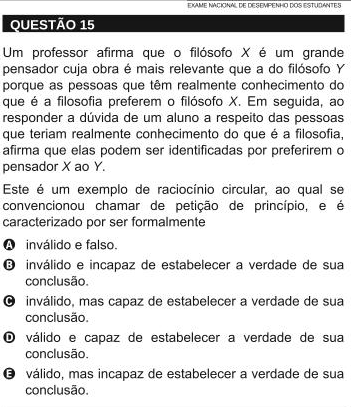 EXAME NACIONAL DE DESEMPENHO DOS ESTUDANTES
QUESTÃO 15
Um professor afirma que o filósofo X é um grande
pensador cuja obra é mais relevante que a do filósofo Y
porque as pessoas que têm realmente conhecimento do
que é a filosofia preferem o filósofo X. Em seguida, ao
responder a dúvida de um aluno a respeito das pessoas
que teriam realmente conhecimento do que é a filosofia,
afirma que elas podem ser identificadas por preferirem o
pensador X ao Y.
Este é um exemplo de raciocínio circular, ao qual se
convencionou chamar de petição de princípio, e é
caracterizado por ser formalmente
A inválido e falso.
B inválido e incapaz de estabelecer a verdade de sua
conclusão.
C inválido, mas capaz de estabelecer a verdade de sua
conclusão.
D válido e capaz de estabelecer a verdade de sua
conclusão.
E válido, mas incapaz de estabelecer a verdade de sua
conclusão.